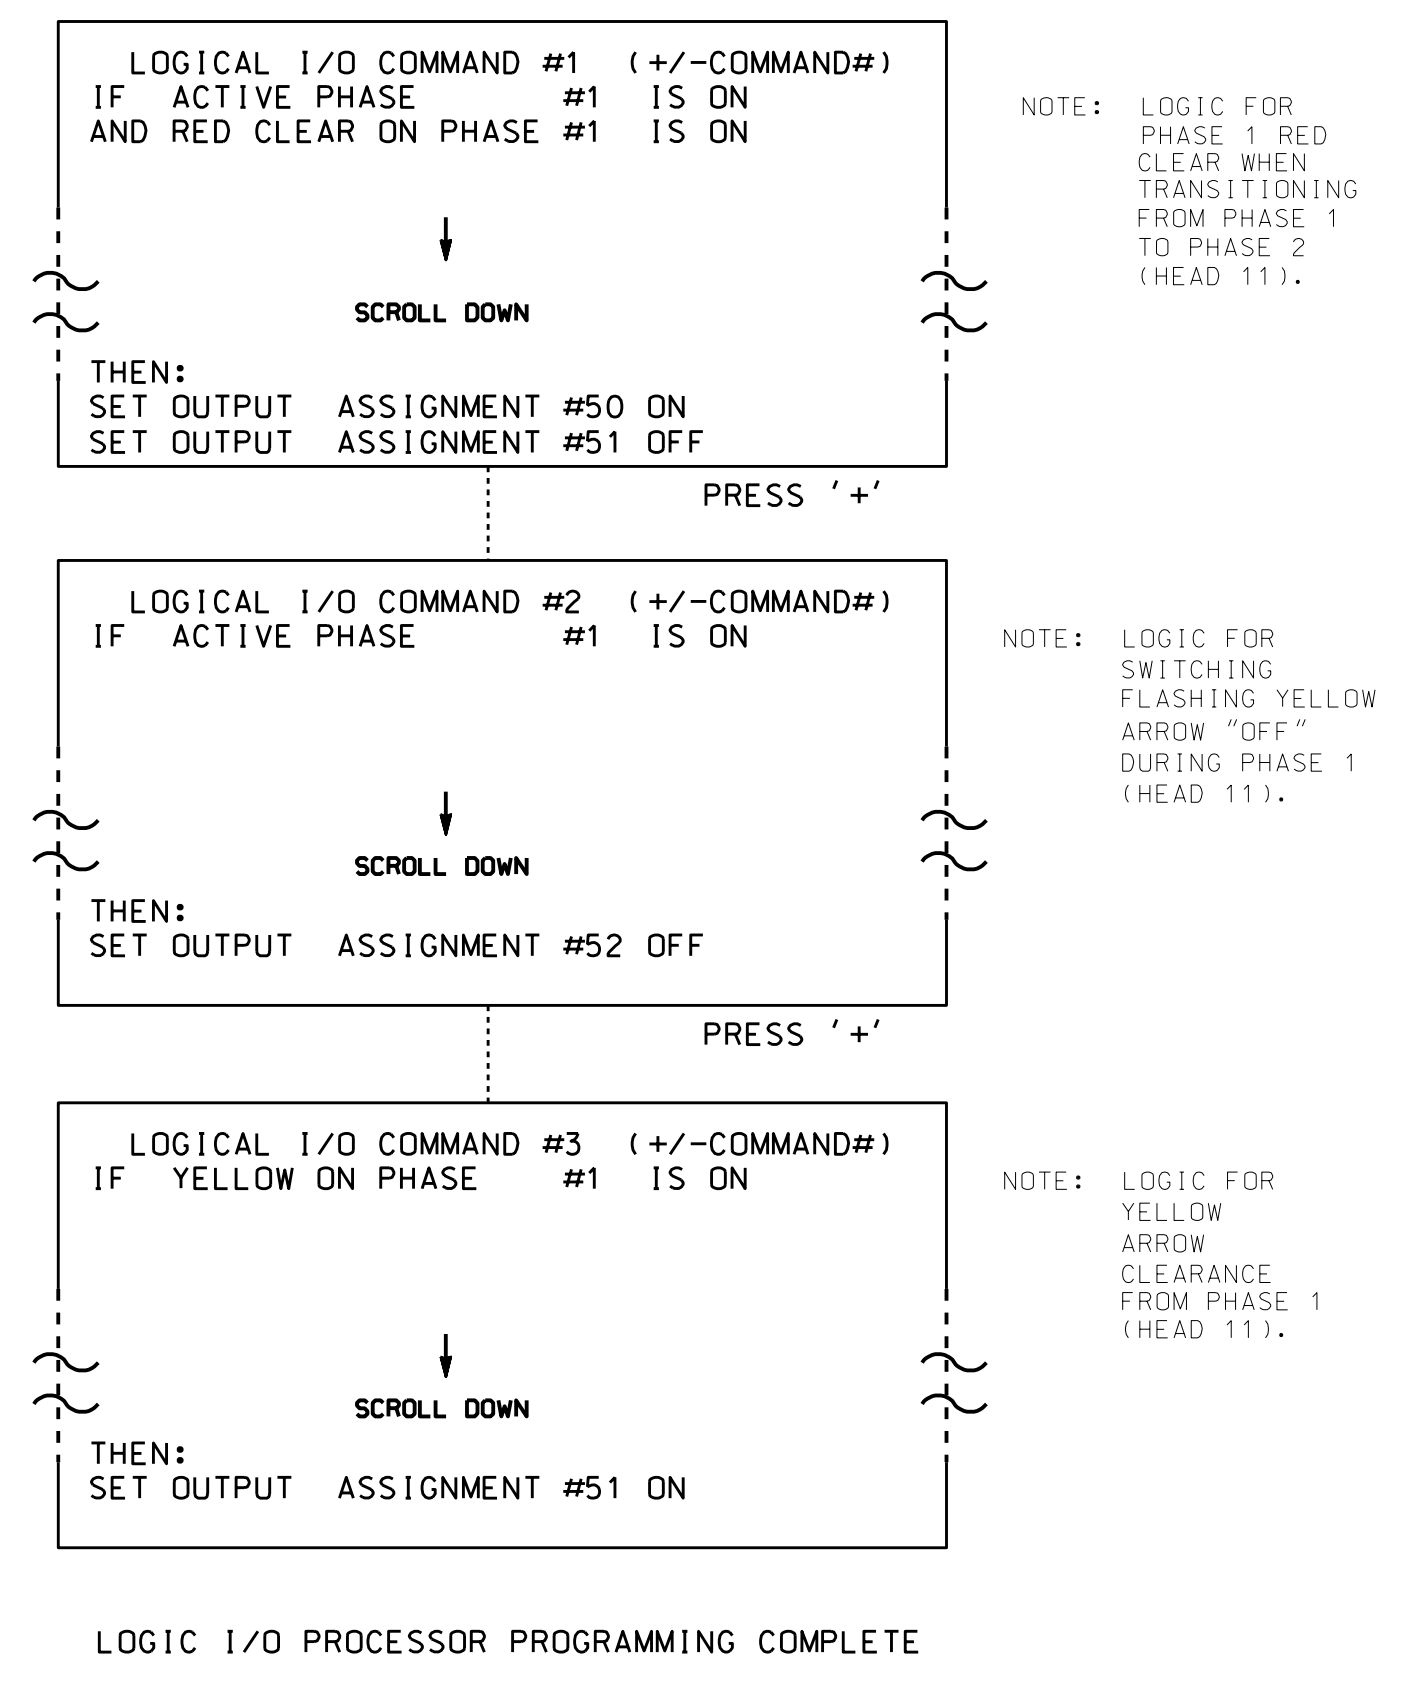 LOGICAL I/O COMMAND #1 (+/-COMMAND#)
IF ACTIVE PHASE #1 IS ON
AND RED CLEAR ON PHASE #1 IS ON
SCROLL DOWN
THEN:
SET OUTPUT ASSIGNMENT #50 ON
SET OUTPUT ASSIGNMENT #51 OFF
NOTE: LOGIC FOR
PHASE 1 RED
CLEAR WHEN
TRANSITIONING
FROM PHASE 1
TO PHASE 2
(HEAD 11).
PRESS '+'
LOGICAL I/O COMMAND #2 (+/-COMMAND#)
IF ACTIVE PHASE #1 IS ON
SCROLL DOWN
THEN:
SET OUTPUT ASSIGNMENT #52 OFF
NOTE: LOGIC FOR
SWITCHING
FLASHING YELLOW
ARROW "OFF"
DURING PHASE 1
(HEAD 11).
PRESS '+'
LOGICAL I/O COMMAND #3 (+/-COMMAND#)
IF YELLOW ON PHASE #1 IS ON
SCROLL DOWN
THEN:
SET OUTPUT ASSIGNMENT #51 ON
NOTE: LOGIC FOR
YELLOW
ARROW
CLEARANCE
FROM PHASE 1
(HEAD 11).
LOGIC I/O PROCESSOR PROGRAMMING COMPLETE